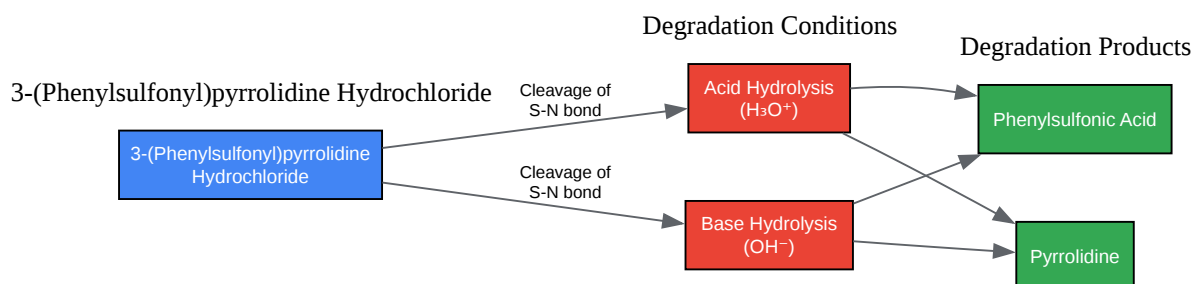 Degradation Conditions
Degradation Products
3-(Phenylsulfonyl)pyrrolidine Hydrochloride
3-(Phenylsulfonyl)pyrrolidine
Hydrochloride
Cleavage of
S-N bond
Cleavage of
S-N bond
Acid Hydrolysis
(H₃O⁺)
Base Hydrolysis
(OH⁻)
Phenylsulfonic Acid
Pyrrolidine